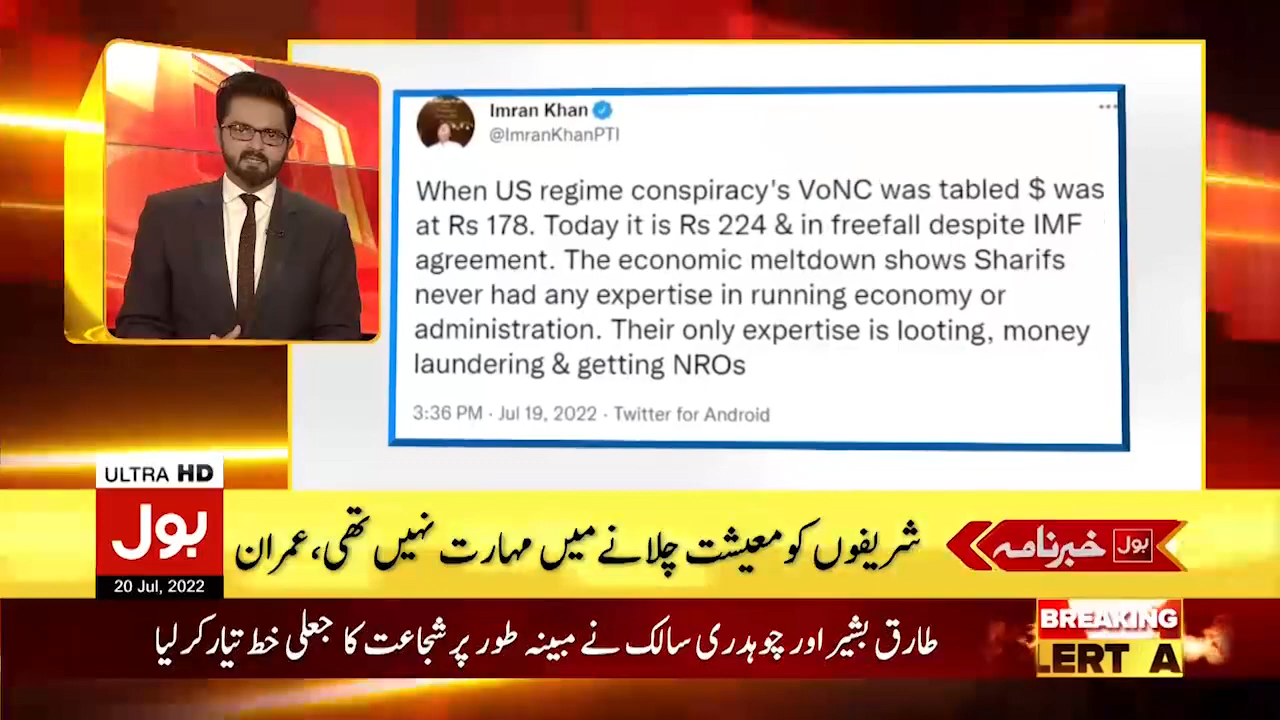 Imran Khan
@ImranKhanPTI
When US regime conspiracy's VoNC was tabled $ was
at Rs 178. Today it is Rs 224 & in freefall despite IMF
agreement. The economic meltdown shows Sharifs
never had any expertise in running economy or
administration. Their only expertise is looting, money
laundering & getting NROs
3:36 PM · Jul 19, 2022 · Twitter for Android
ULTRA HD
بول
20 Jul, 2022
بول خبرنامہ
شریفوں کو معیشت چلانے میں مہارت نہیں تھی، عمران
BREAKING
LERT A
طارق بشیر اور چوہدری سالک نے مبینہ طور پر شجاعت کا جعلی خط تیار کر لیا